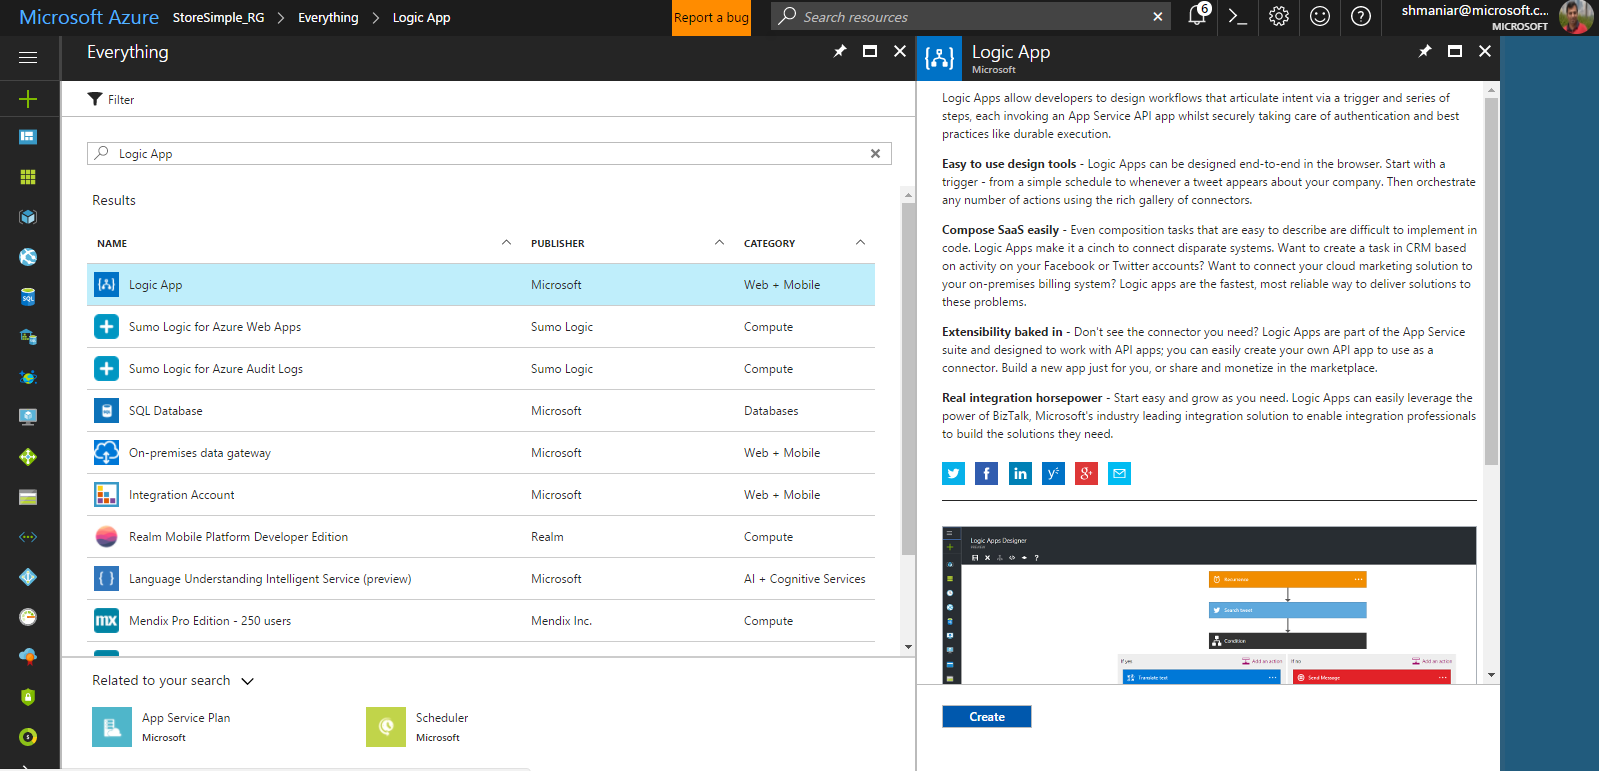 Microsoft Azure StoreSimple_RG > Everything > Logic App
Report a bug
Search resources
6
shmaniar@microsoft.c...
MICROSOFT
Everything
Filter
Logic App
Results
NAME PUBLISHER CATEGORY
Logic App Microsoft Web + Mobile
Sumo Logic for Azure Web Apps Sumo Logic Compute
Sumo Logic for Azure Audit Logs Sumo Logic Compute
SQL Database Microsoft Databases
On-premises data gateway Microsoft Web + Mobile
Integration Account Microsoft Web + Mobile
Realm Mobile Platform Developer Edition Realm Compute
Language Understanding Intelligent Service (preview) Microsoft AI + Cognitive Services
mx Mendix Pro Edition - 250 users Mendix Inc. Compute
Related to your search
App Service Plan
Microsoft
Scheduler
Microsoft
SQL
Logic App
Microsoft
Logic Apps allow developers to design workflows that articulate intent via a trigger and series of
steps, each invoking an App Service API app whilst securely taking care of authentication and best
practices like durable execution.
Easy to use design tools - Logic Apps can be designed end-to-end in the browser. Start with a
trigger - from a simple schedule to whenever a tweet appears about your company. Then orchestrate
any number of actions using the rich gallery of connectors.
Compose SaaS easily - Even composition tasks that are easy to describe are difficult to implement in
code. Logic Apps make it a cinch to connect disparate systems. Want to create a task in CRM based
on activity on your Facebook or Twitter accounts? Want to connect your cloud marketing solution to
your on-premises billing system? Logic apps are the fastest, most reliable way to deliver solutions to
these problems.
Extensibility baked in - Don't see the connector you need? Logic Apps are part of the App Service
suite and designed to work with API apps; you can easily create your own API app to use as a
connector. Build a new app just for you, or share and monetize in the marketplace.
Real integration horsepower - Start easy and grow as you need. Logic Apps can easily leverage the
power of BizTalk, Microsoft's industry leading integration solution to enable integration professionals
to build the solutions they need.
Logic Apps Designer
Recurrence
Search tweet
Condition
If yes Add an action If no Add an action
Translate text Send Message
Create